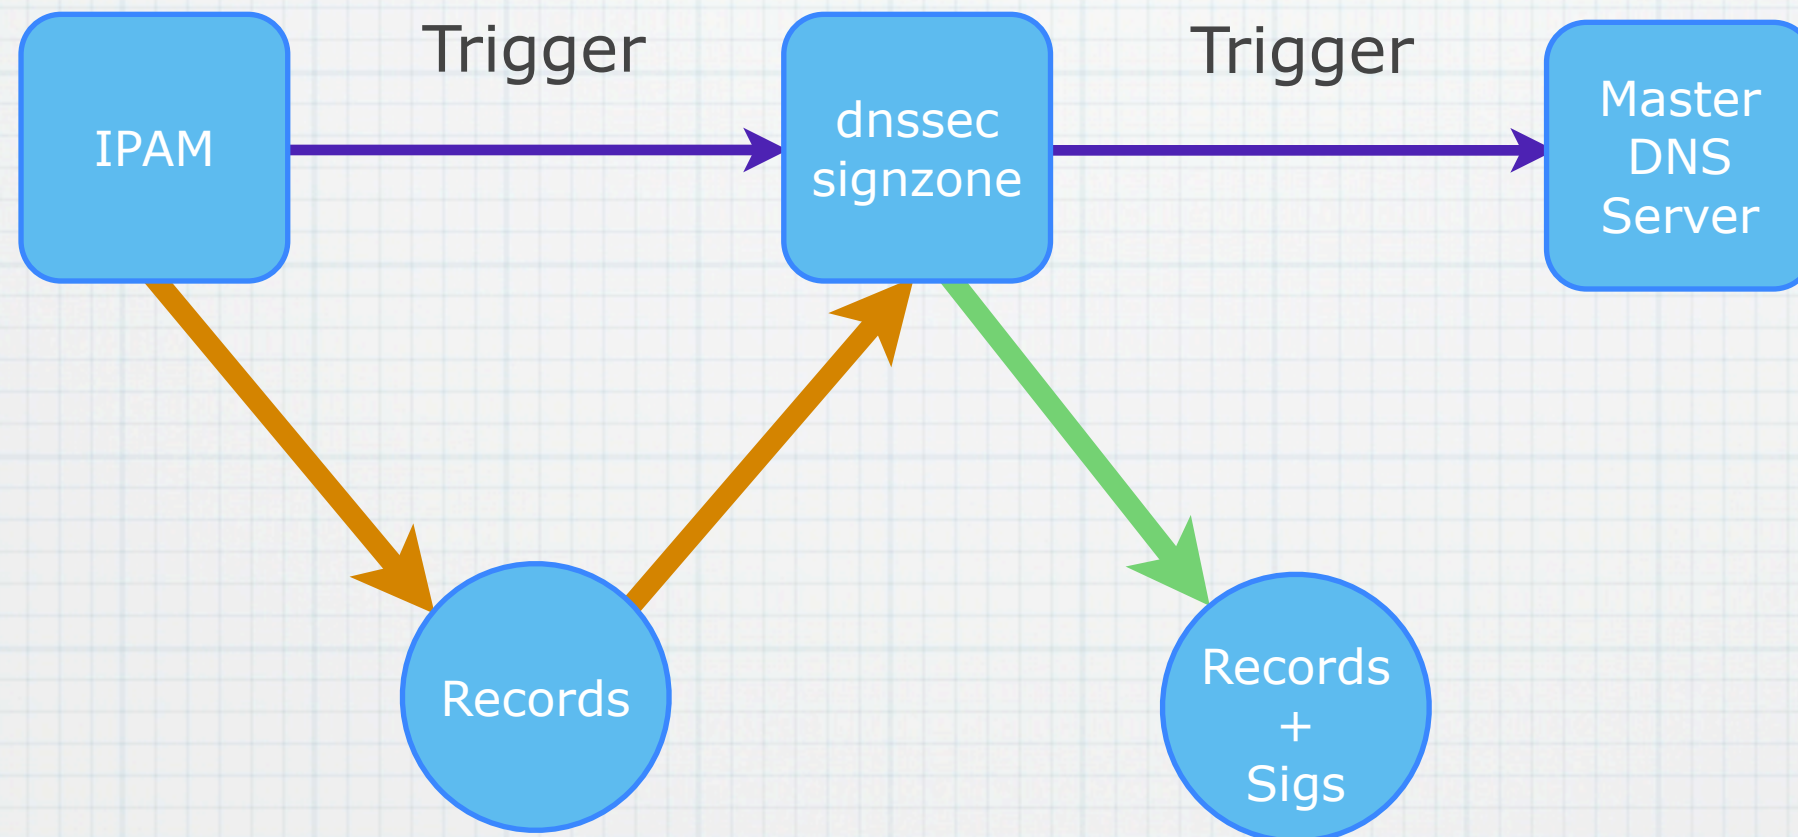 Trigger
Trigger
IPAM
dnssec
signzone
Master
DNS
Server
Records
Records
+
Sigs